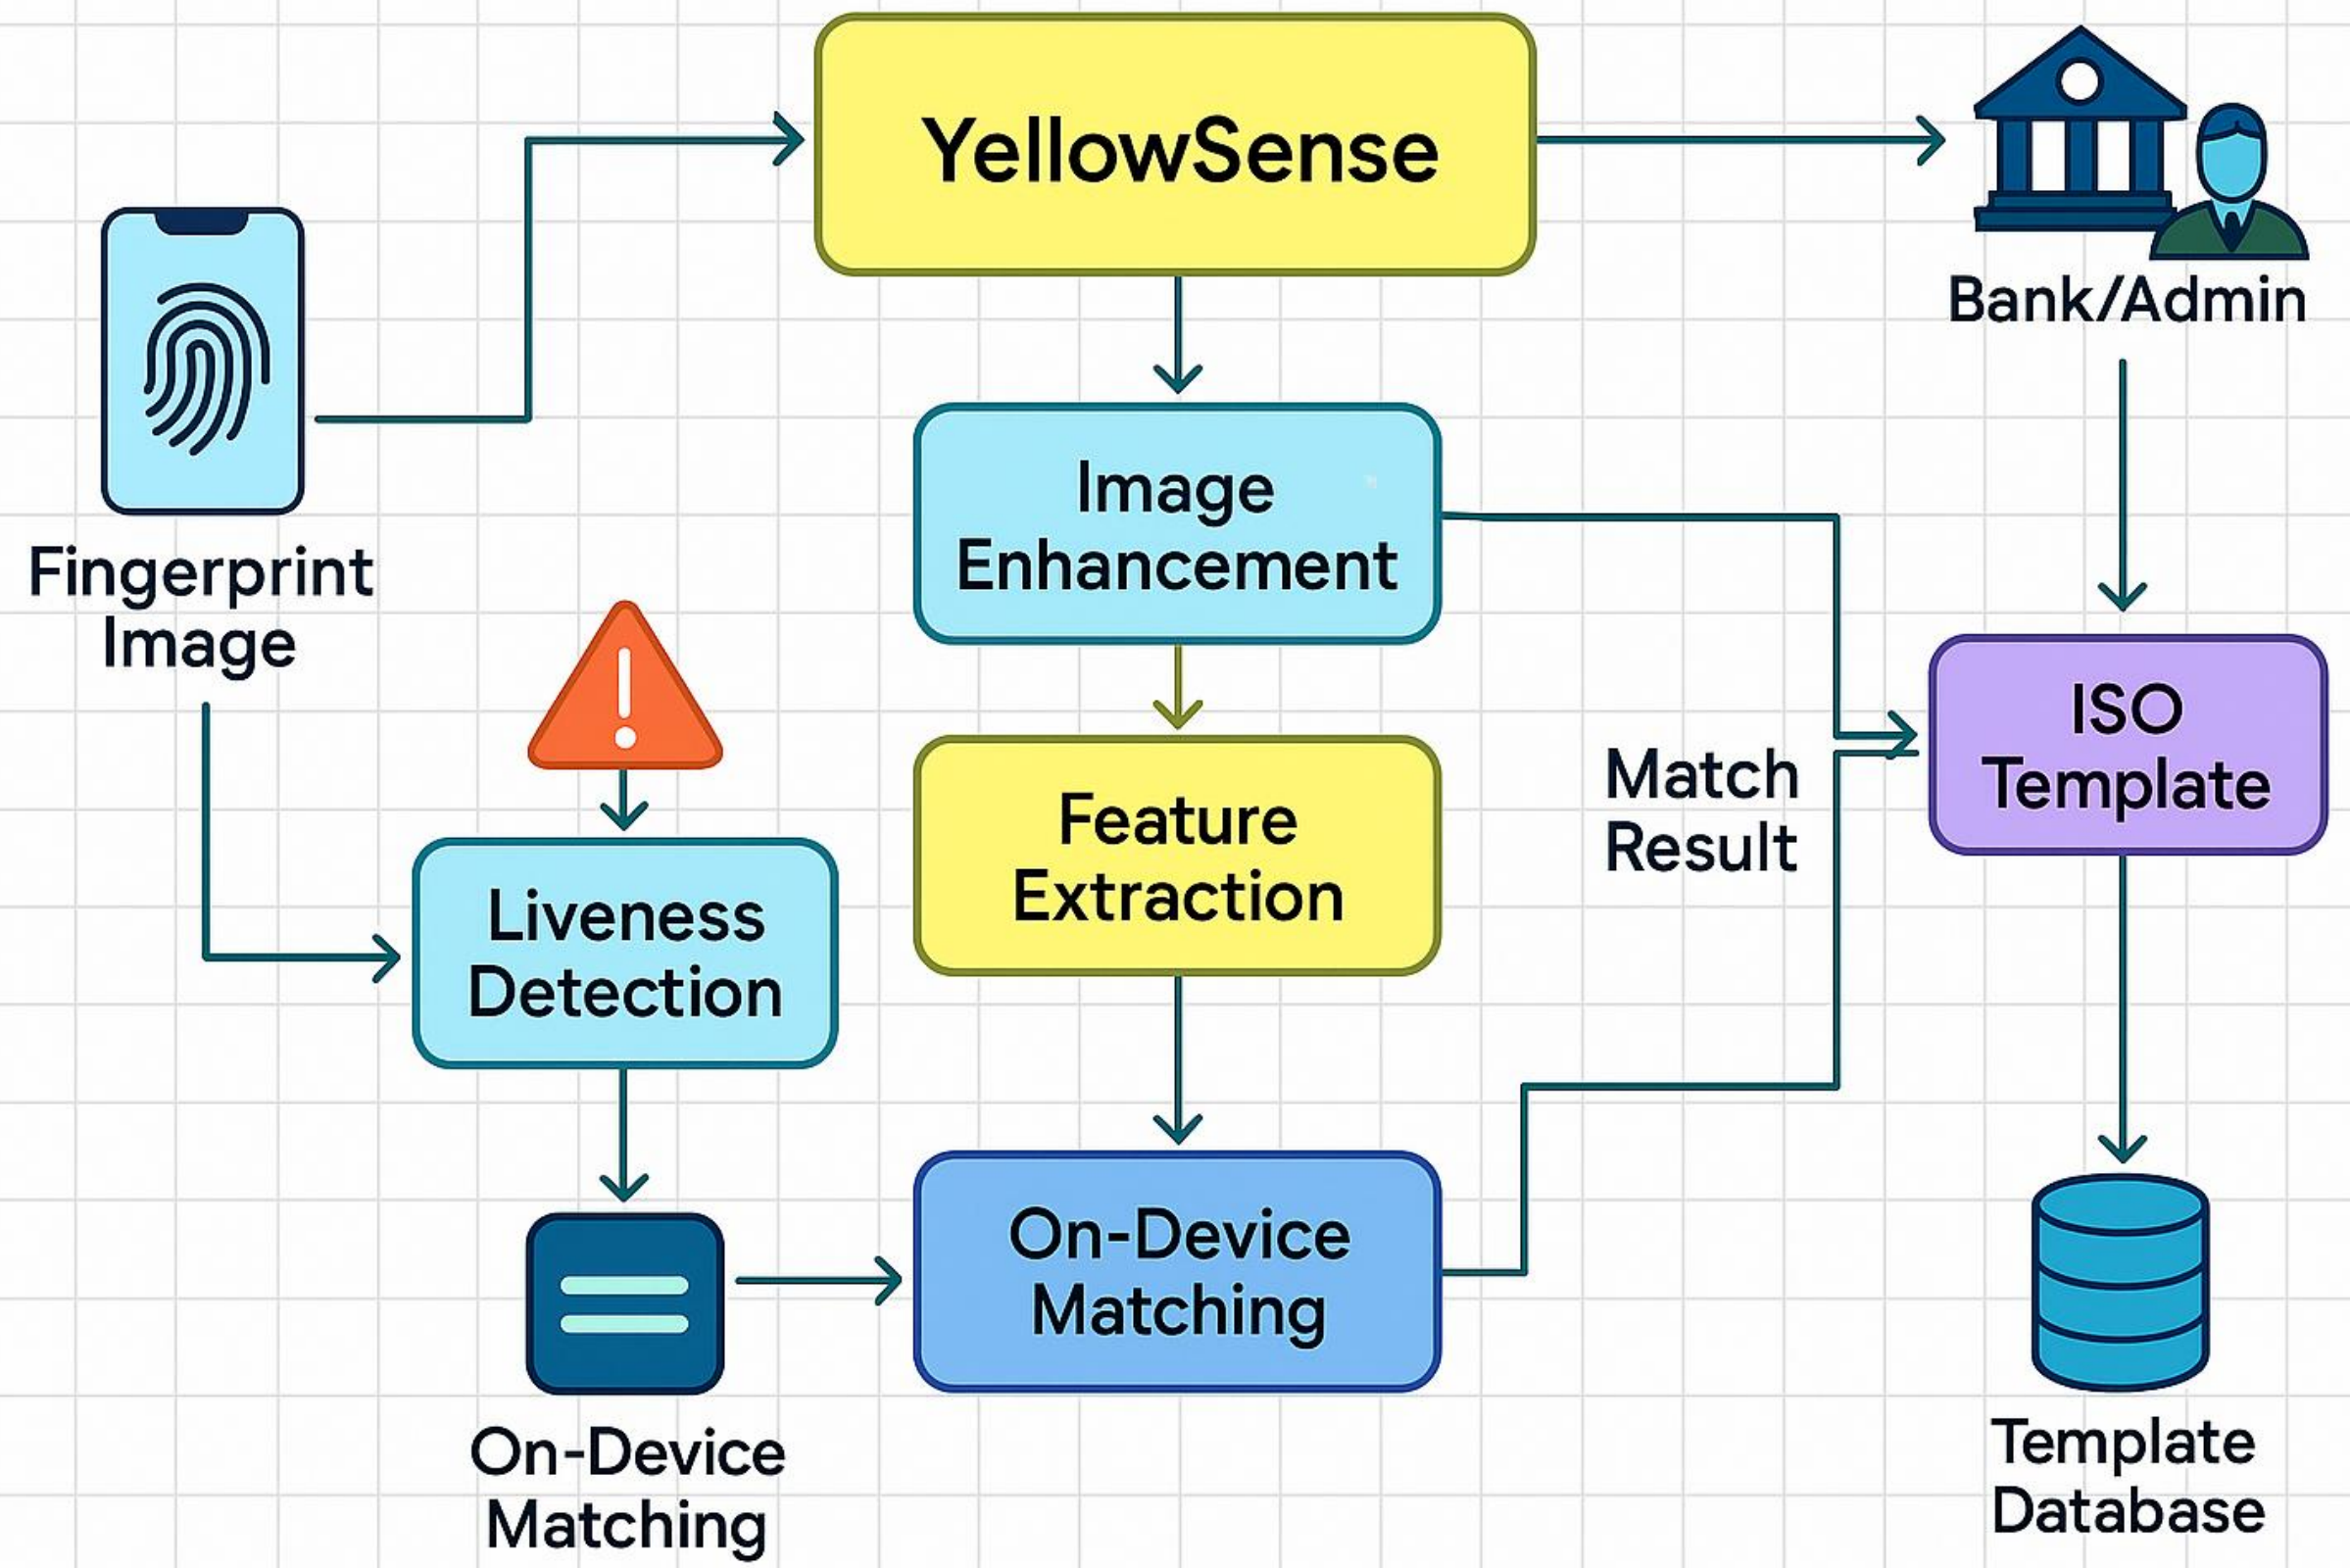 YellowSense
Bank/Admin
Fingerprint
Image
Image
Enhancement
ISO
Template
Match
Result
Feature
Extraction
Liveness
Detection
On-Device
Matching
On-Device
Matching
Template
Database